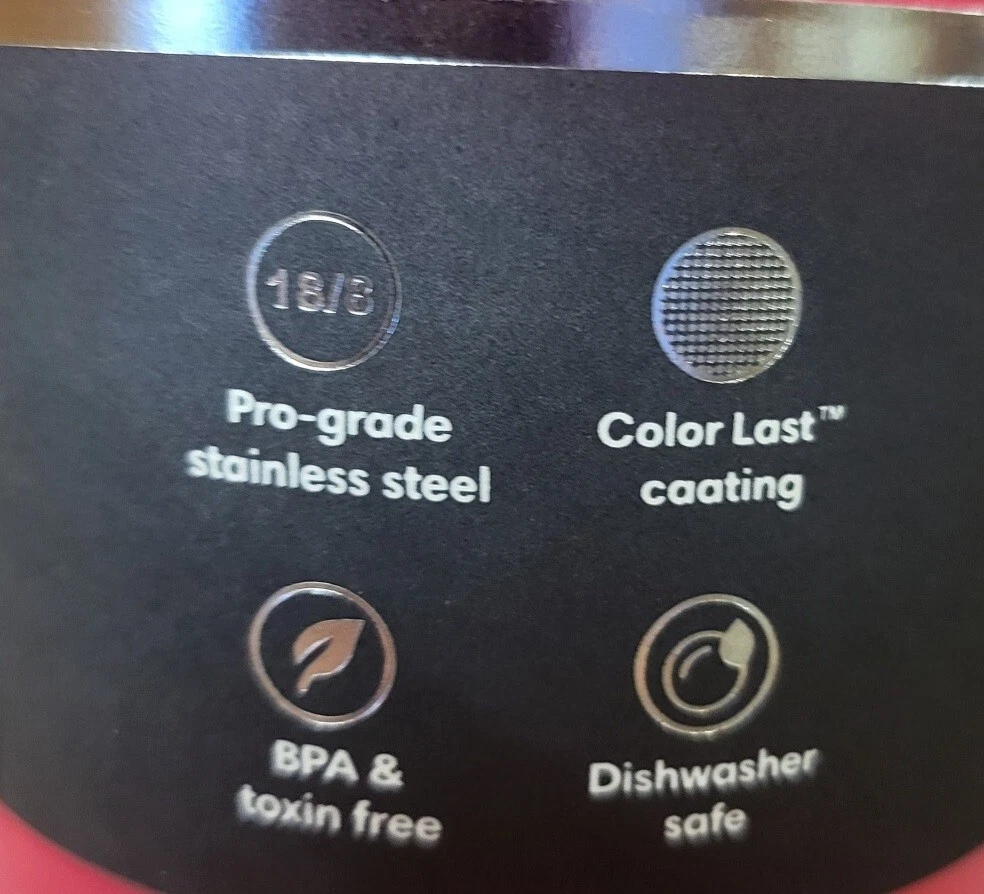 18/8
Pro-grade
stainless steel
Color Last™
caating
BPA &
toxin free
Dishwasher
safe